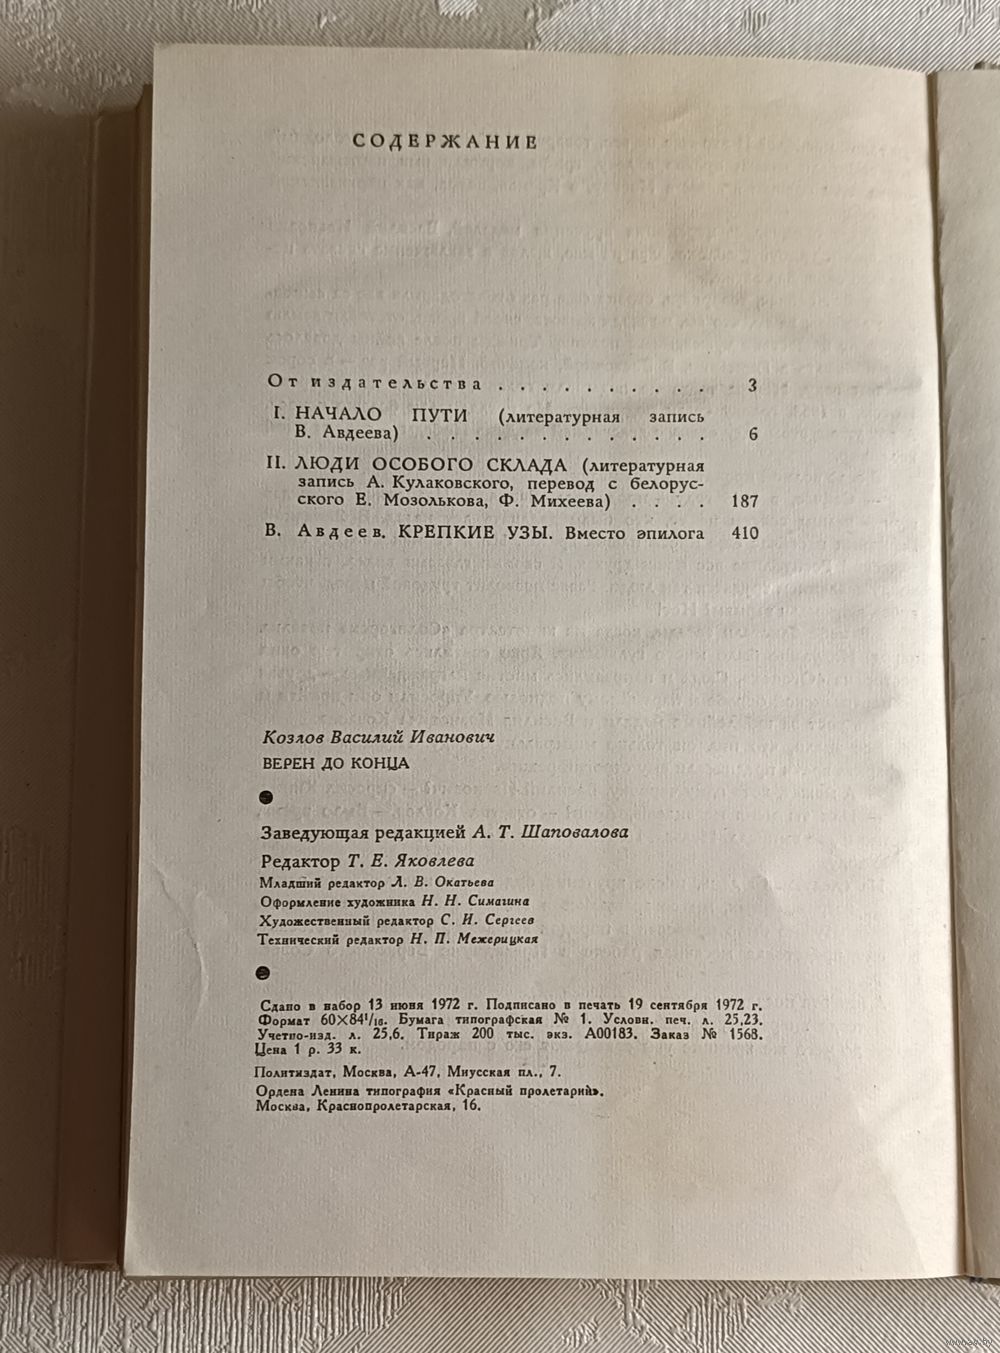 СОДЕРЖАНИЕ
От издательства . . . . . . . . . . 3
I. НАЧАЛО ПУТИ (литературная запись
В. Авдеева) . . . . . . . . . . . . . 6
II. ЛЮДИ ОСОБОГО СКЛАДА (литературная
запись А. Кулаковского, перевод с белорус-
ского Е. Мозолькова, Ф. Михеева) . . . . 187
В. Авдеев. КРЕПКИЕ УЗЫ. Вместо эпилога 410
Козлов Василий Иванович
ВЕРЕН ДО КОНЦА
Заведующая редакцией А. Т. Шаповалова
Редактор Т. Е. Яковлева
Младший редактор Л. В. Окатьева
Оформление художника Н. Н. Симагина
Художественный редактор С. И. Сергеев
Технический редактор Н. П. Межерицкая
Сдано в набор 13 июня 1972 г. Подписано в печать 19 сентября 1972 г.
Формат 60×84¹/₁₆. Бумага типографская № 1. Условн. печ. л. 25,23.
Учетно-изд. л. 25,6. Тираж 200 тыс. экз. А00183. Заказ № 1568.
Цена 1 р. 33 к.
Политиздат, Москва, А-47, Миусская пл., 7.
Ордена Ленина типография «Красный пролетарий».
Москва, Краснопролетарская, 16.